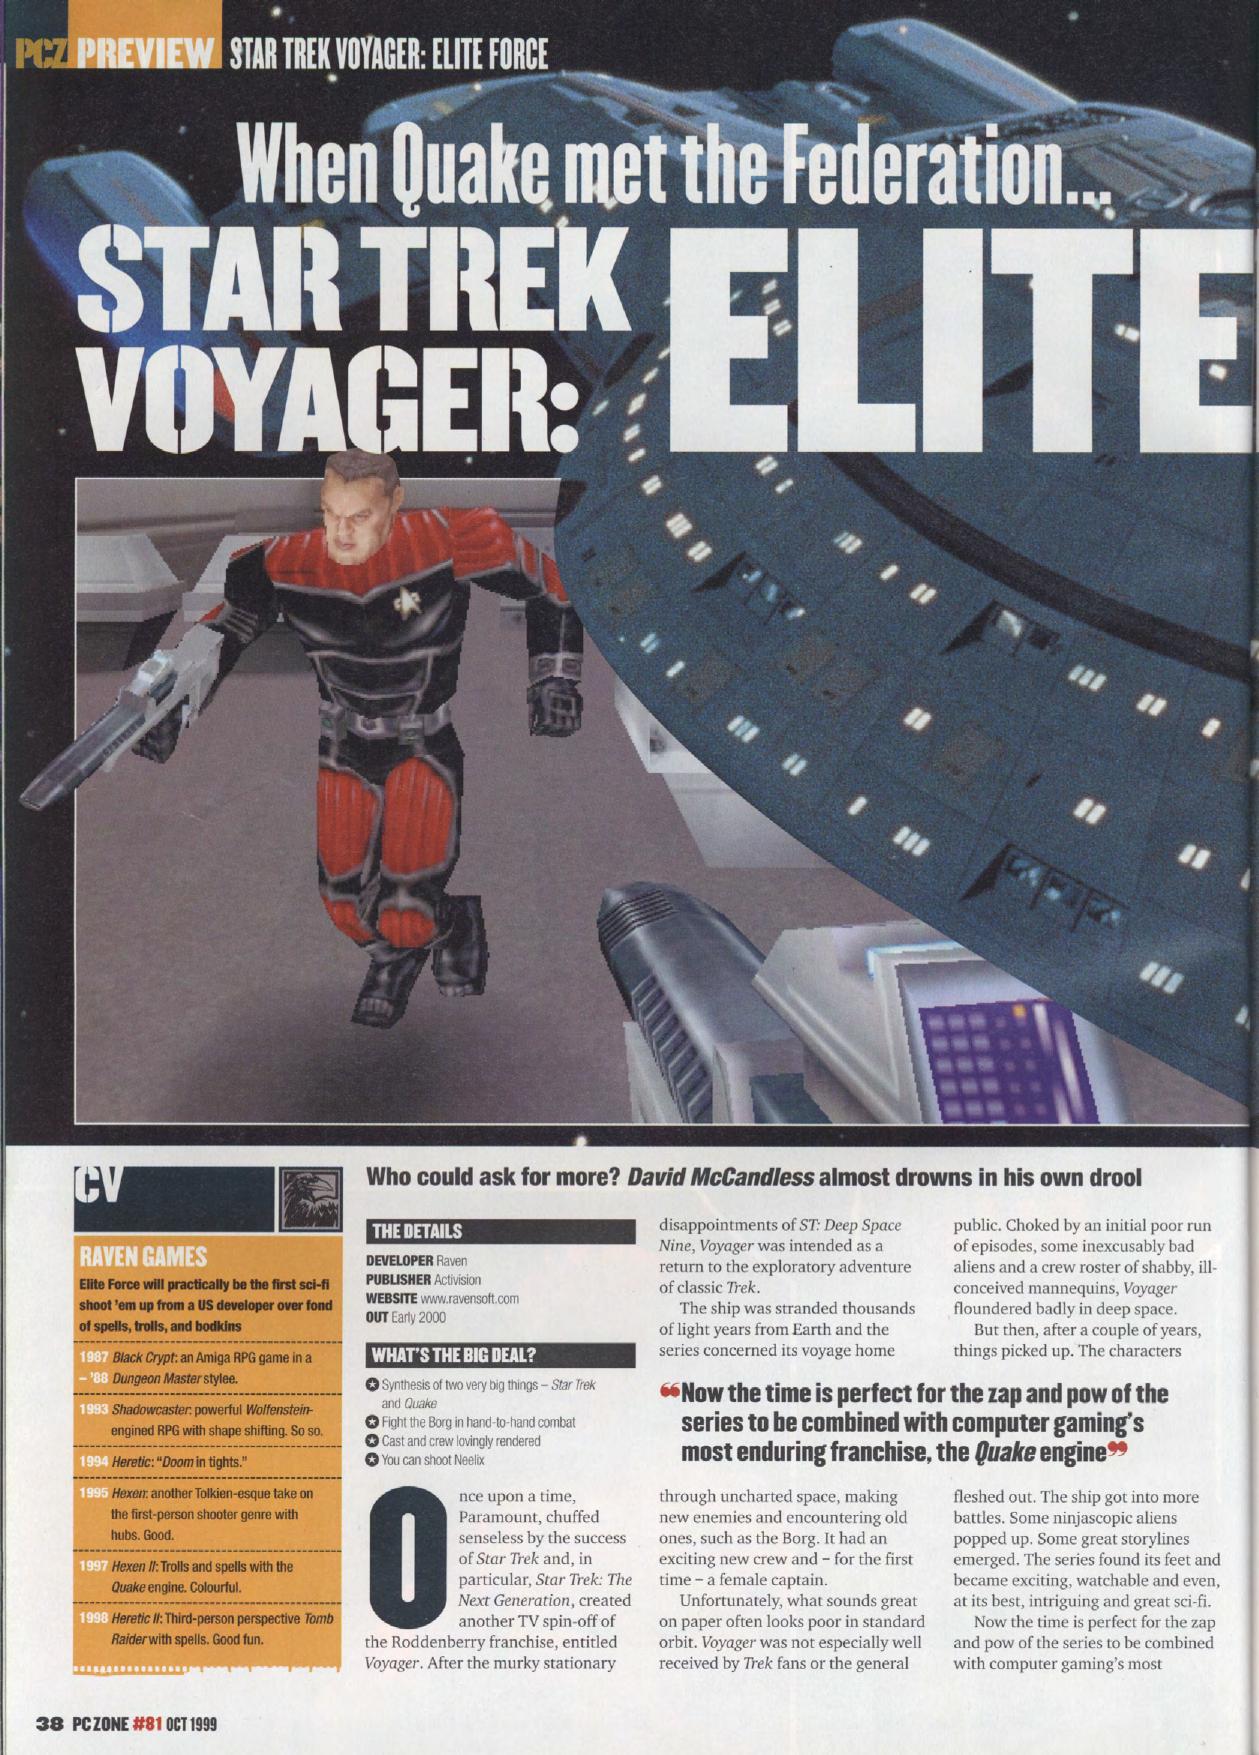 PCZ PREVIEW STAR TREK VOYAGER: ELITE FORCE
When Quake met the Federation...
STAR TREK
VOYAGER:
ELITE
CV
RAVEN GAMES
Elite Force will practically be the first sci-fi
shoot 'em up from a US developer over fond
of spells, trolls, and bodkins
1987 Black Crypt: an Amiga RPG game in a
– '88 Dungeon Master stylee.
1993 Shadowcaster: powerful Wolfenstein-
engined RPG with shape shifting. So so.
1994 Heretic: “Doom in tights.”
1995 Hexen: another Tolkien-esque take on
the first-person shooter genre with
hubs. Good.
1997 Hexen II: Trolls and spells with the
Quake engine. Colourful.
1998 Heretic II: Third-person perspective Tomb
Raider with spells. Good fun.
Who could ask for more? David McCandless almost drowns in his own drool
THE DETAILS
DEVELOPER Raven
PUBLISHER Activision
WEBSITE www.ravensoft.com
OUT Early 2000
WHAT'S THE BIG DEAL?
Synthesis of two very big things – Star Trek
and Quake
Fight the Borg in hand-to-hand combat
Cast and crew lovingly rendered
You can shoot Neelix
Once upon a time,
Paramount, chuffed
senseless by the success
of Star Trek and, in
particular, Star Trek: The
Next Generation, created
another TV spin-off of
the Roddenberry franchise, entitled
Voyager. After the murky stationary
disappointments of ST: Deep Space
Nine, Voyager was intended as a
return to the exploratory adventure
of classic Trek.
The ship was stranded thousands
of light years from Earth and the
series concerned its voyage home
through uncharted space, making
new enemies and encountering old
ones, such as the Borg. It had an
exciting new crew and – for the first
time – a female captain.
Unfortunately, what sounds great
on paper often looks poor in standard
orbit. Voyager was not especially well
received by Trek fans or the general
public. Choked by an initial poor run
of episodes, some inexcusably bad
aliens and a crew roster of shabby, ill-
conceived mannequins, Voyager
floundered badly in deep space.
But then, after a couple of years,
things picked up. The characters
“Now the time is perfect for the zap and pow of the
series to be combined with computer gaming's
most enduring franchise, the Quake engine”
fleshed out. The ship got into more
battles. Some ninjascopic aliens
popped up. Some great storylines
emerged. The series found its feet and
became exciting, watchable and even,
at its best, intriguing and great sci-fi.
Now the time is perfect for the zap
and pow of the series to be combined
with computer gaming's most
38 PC ZONE #81 OCT 1999